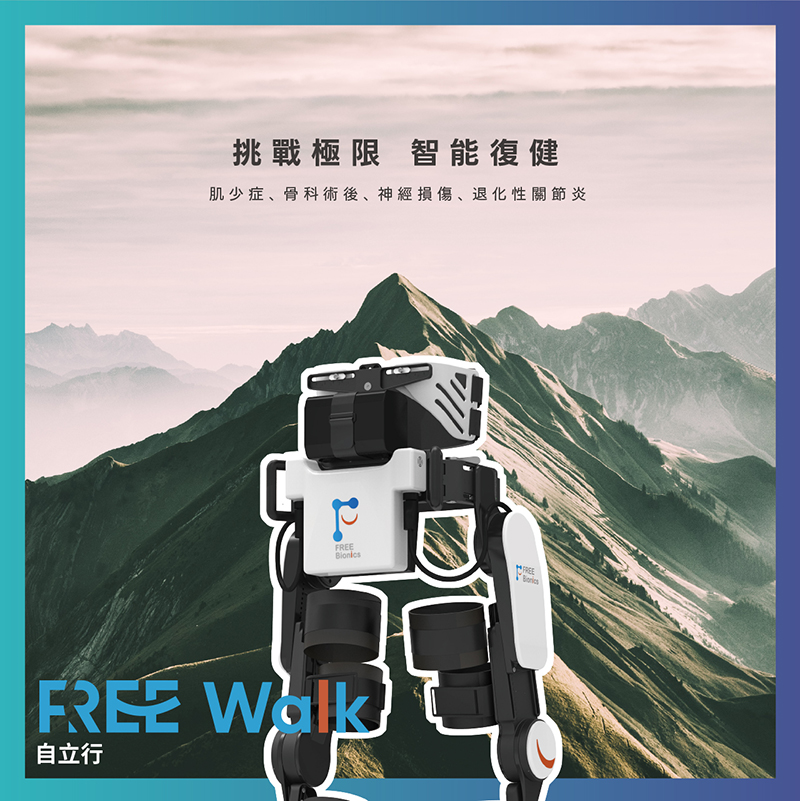 挑戰極限 智能復健
肌少症、骨科術後、神經損傷、退化性關節炎
FREE
Bionics
FREE
Bionics
FREE Walk
自立行